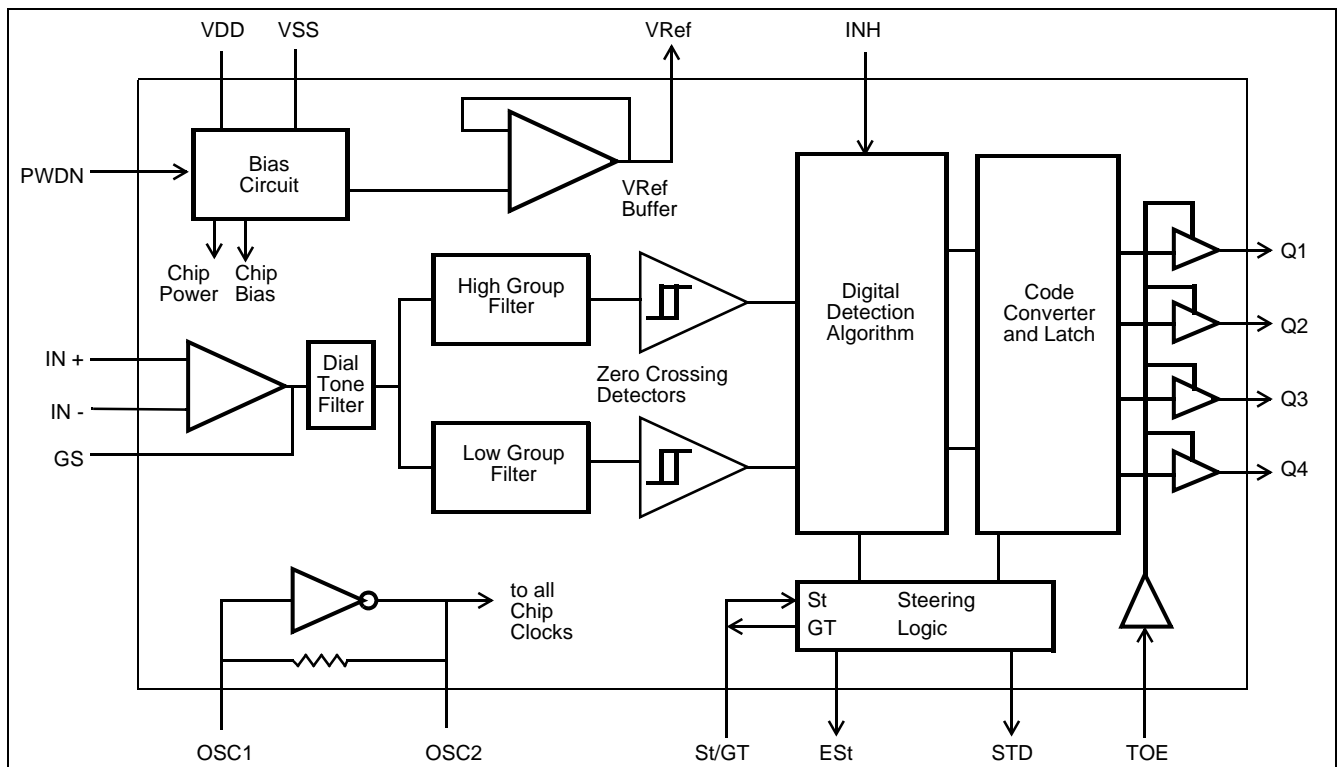 VDD
VSS
VRef
INH
PWDN
Bias
Circuit
VRef
Buffer
Chip
Power
Chip
Bias
High Group
Filter
Digital
Detection
Algorithm
Code
Converter
and Latch
Q1
Q2
Q3
Q4
IN +
IN -
GS
Dial
Tone
Filter
Zero Crossing
Detectors
Low Group
Filter
to all
Chip
Clocks
St
GT
Steering
Logic
OSC1
OSC2
St/GT
ESt
STD
TOE